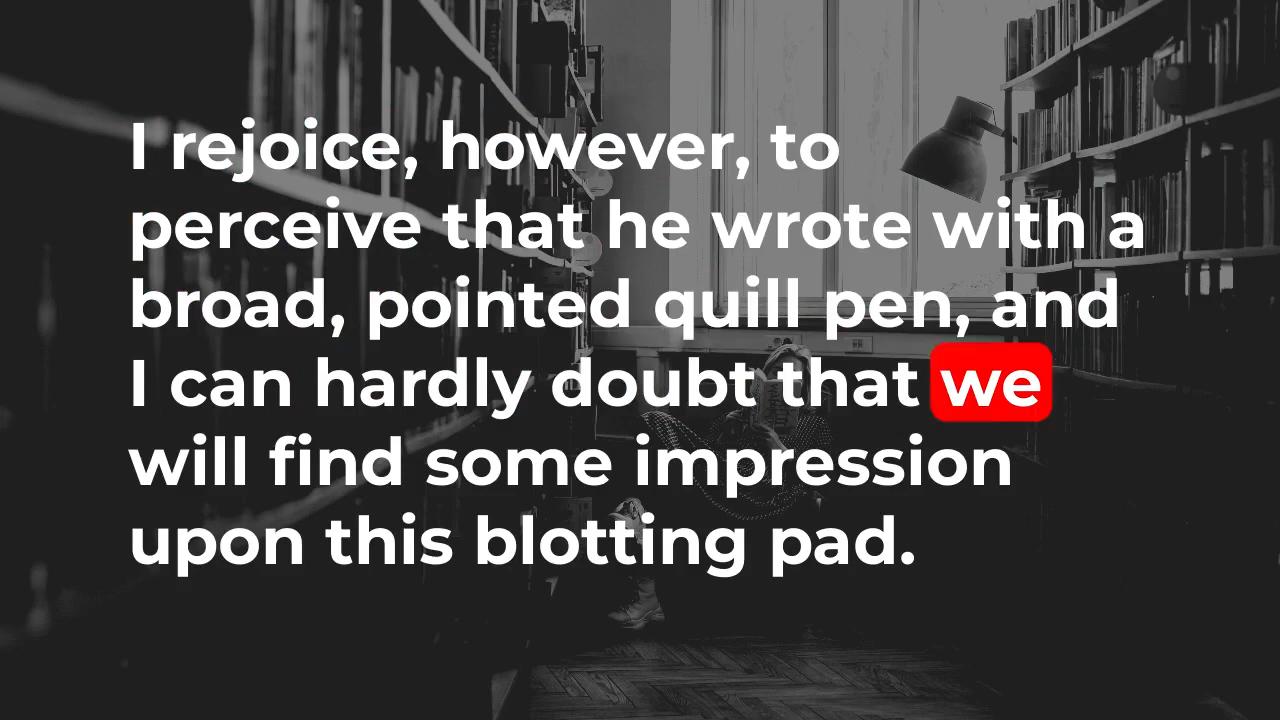 I rejoice, however, to
perceive that he wrote with a
broad, pointed quill pen, and
I can hardly doubt that we
will find some impression
upon this blotting pad.